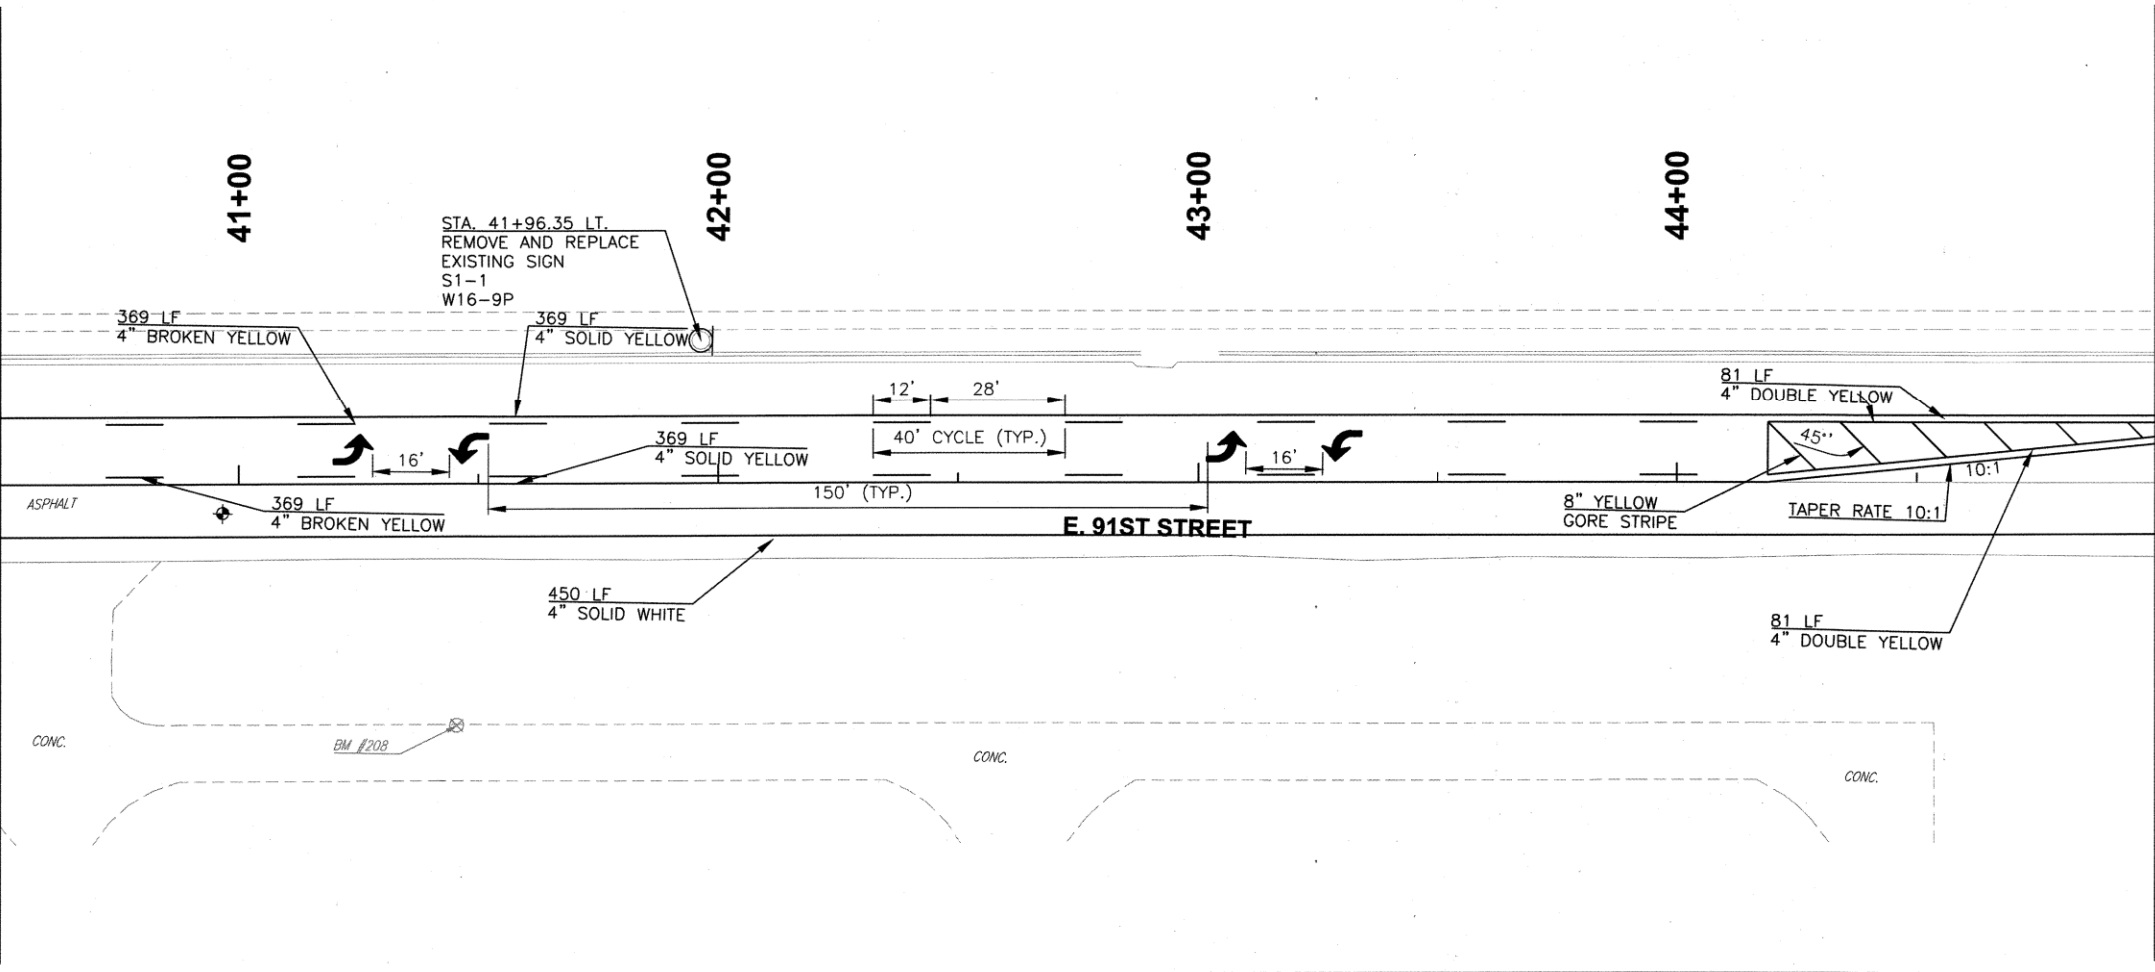 41+00
42+00
43+00
44+00
STA. 41+96.35 LT.
REMOVE AND REPLACE
EXISTING SIGN
S1-1
W16-9P
369 LF
4" BROKEN YELLOW
369 LF
4" SOLID YELLOW
12'
28'
40' CYCLE (TYP.)
81 LF
4" DOUBLE YELLOW
16'
369 LF
4" SOLID YELLOW
16'
45°
10:1
150' (TYP.)
ASPHALT
369 LF
4" BROKEN YELLOW
E. 91ST STREET
8" YELLOW
GORE STRIPE
TAPER RATE 10:1
450 LF
4" SOLID WHITE
81 LF
4" DOUBLE YELLOW
CONC.
BM #208
CONC.
CONC.